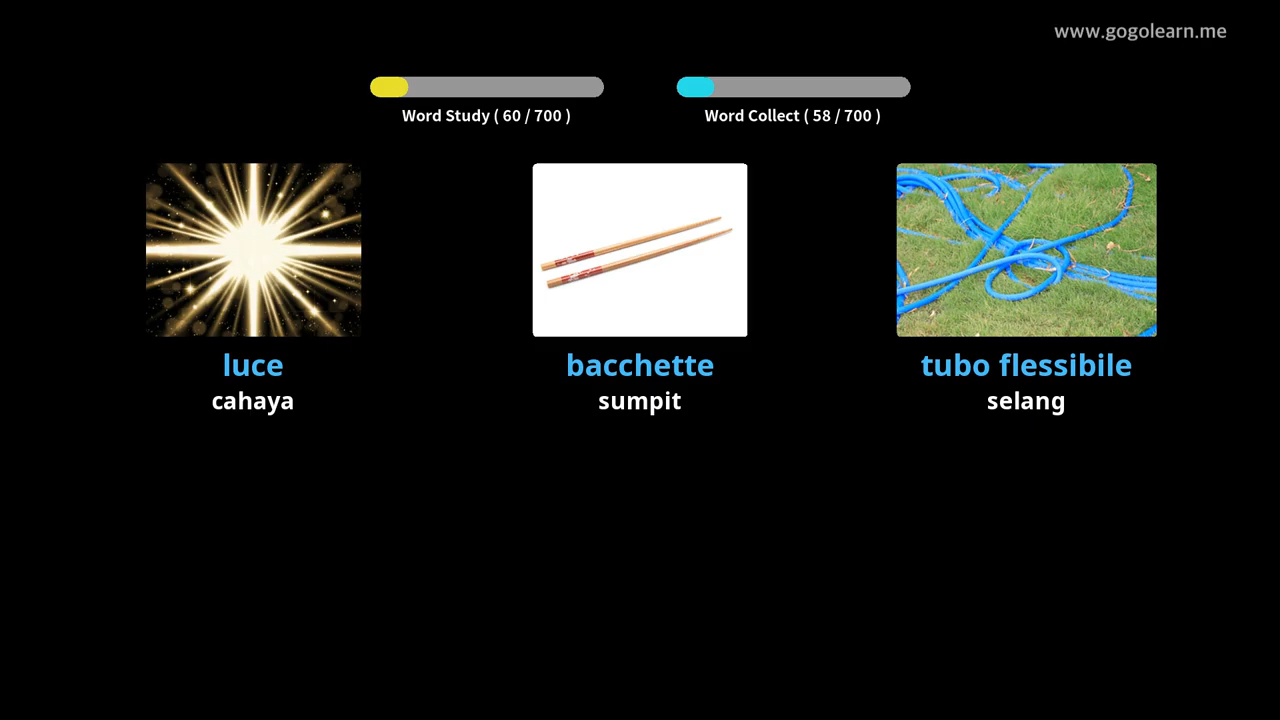 www.gogolearn.me
Word Study ( 60 / 700 )
Word Collect ( 58 / 700 )
luce
cahaya
bacchette
sumpit
tubo flessibile
selang